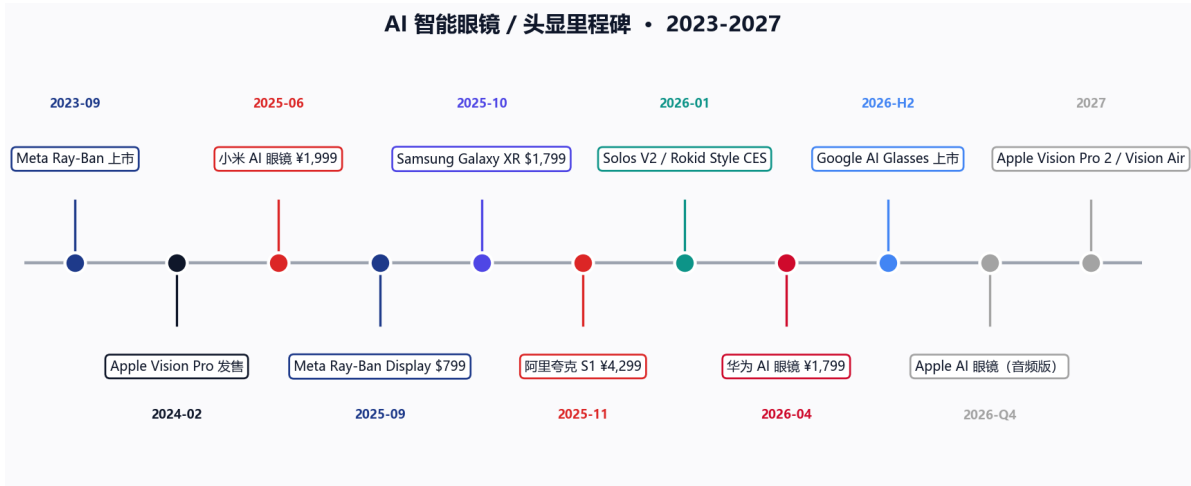 AI 智能眼镜 / 头显里程碑 • 2023-2027
2023-09
2025-06
2025-10
2026-01
2026-H2
2027
Meta Ray-Ban 上市
小米 AI 眼镜 ¥1,999
Samsung Galaxy XR $1,799
Solos V2 / Rokid Style CES
Google AI Glasses 上市
Apple Vision Pro 2 / Vision Air
Apple Vision Pro 发售
Meta Ray-Ban Display $799
阿里夸克 S1 ¥4,299
华为 AI 眼镜 ¥1,799
Apple AI 眼镜（音频版）
2024-02
2025-09
2025-11
2026-04
2026-Q4